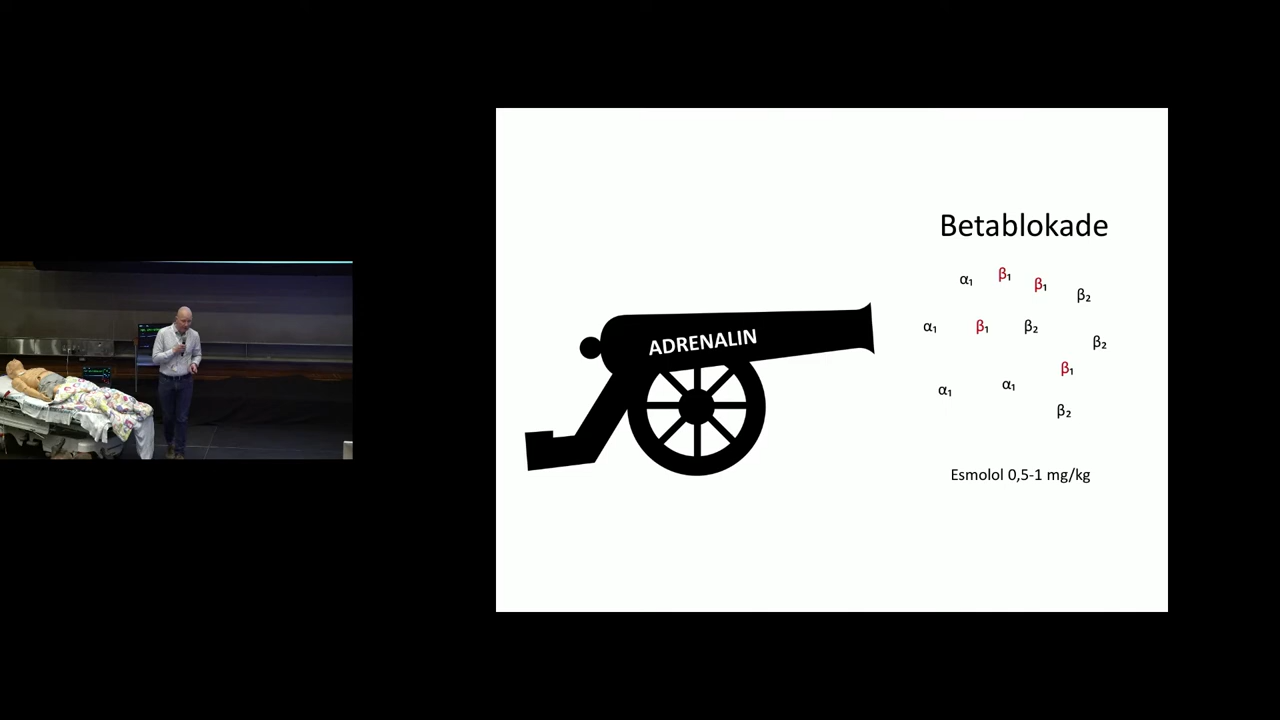 Betablokade
ADRENALIN
α₁ β₁ β₁ β₂
α₁ β₁ β₂ β₂
β₁
α₁ α₁
β₂
Esmolol 0,5-1 mg/kg